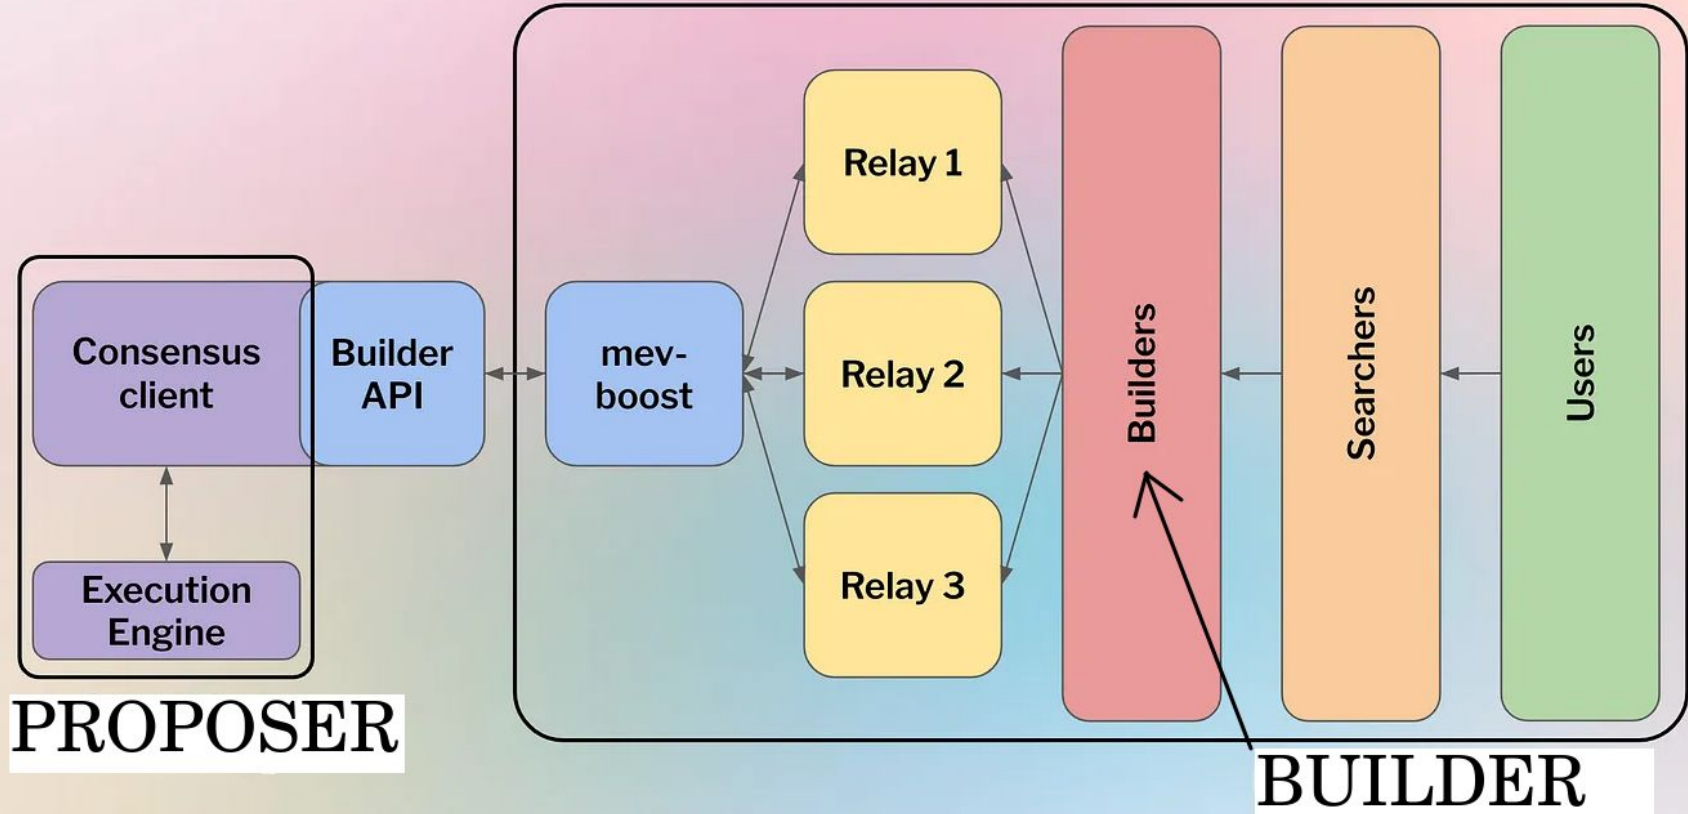 Consensus
client
Builder
API
Execution
Engine
PROPOSER
mev-
boost
Relay 1
Relay 2
Relay 3
Builders
Searchers
Users
BUILDER